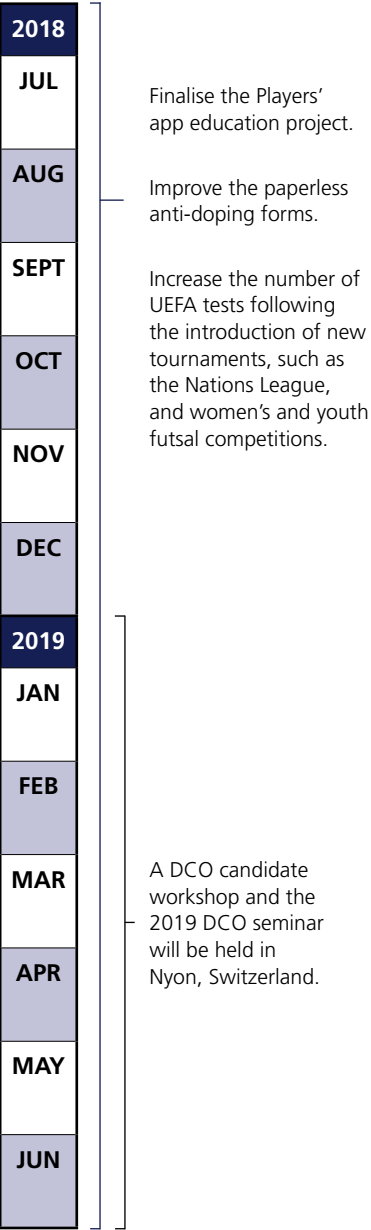 2018
JUL
AUG
SEPT
OCT
NOV
DEC
2019
JAN
FEB
MAR
APR
MAY
JUN
Finalise the Players’
app education project.
Improve the paperless
anti-doping forms.
Increase the number of
UEFA tests following
the introduction of new
tournaments, such as
the Nations League,
and women’s and youth
futsal competitions.
A DCO candidate
workshop and the
2019 DCO seminar
will be held in
Nyon, Switzerland.